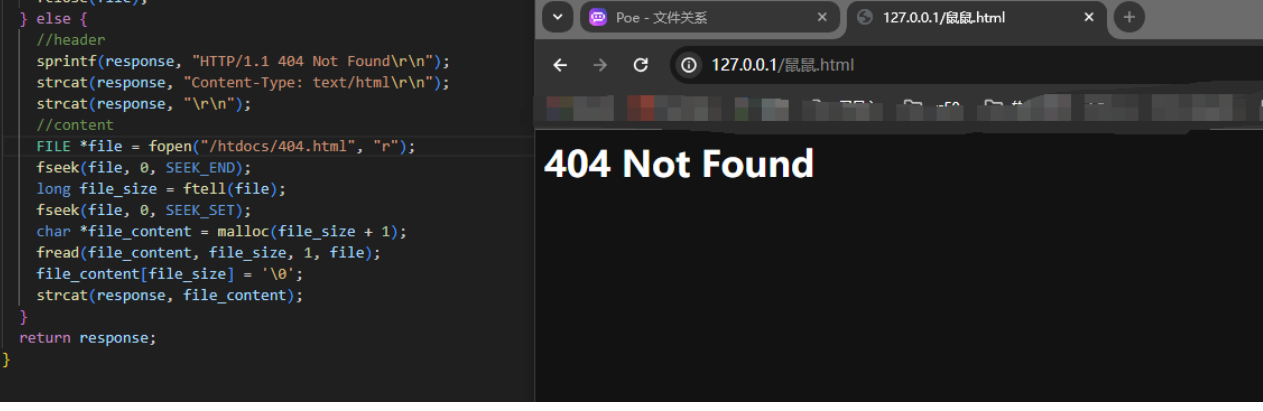 fclose(file);
} else {
//header
sprintf(response, "HTTP/1.1 404 Not Found\r\n");
strcat(response, "Content-Type: text/html\r\n");
strcat(response, "\r\n");
//content
FILE *file = fopen("/htdocs/404.html", "r");
fseek(file, 0, SEEK_END);
long file_size = ftell(file);
fseek(file, 0, SEEK_SET);
char *file_content = malloc(file_size + 1);
fread(file_content, file_size, 1, file);
file_content[file_size] = '\0';
strcat(response, file_content);
}
return response;
}
Poe - 文件关系
127.0.0.1/鼠鼠.html
127.0.0.1/鼠鼠.html
404 Not Found